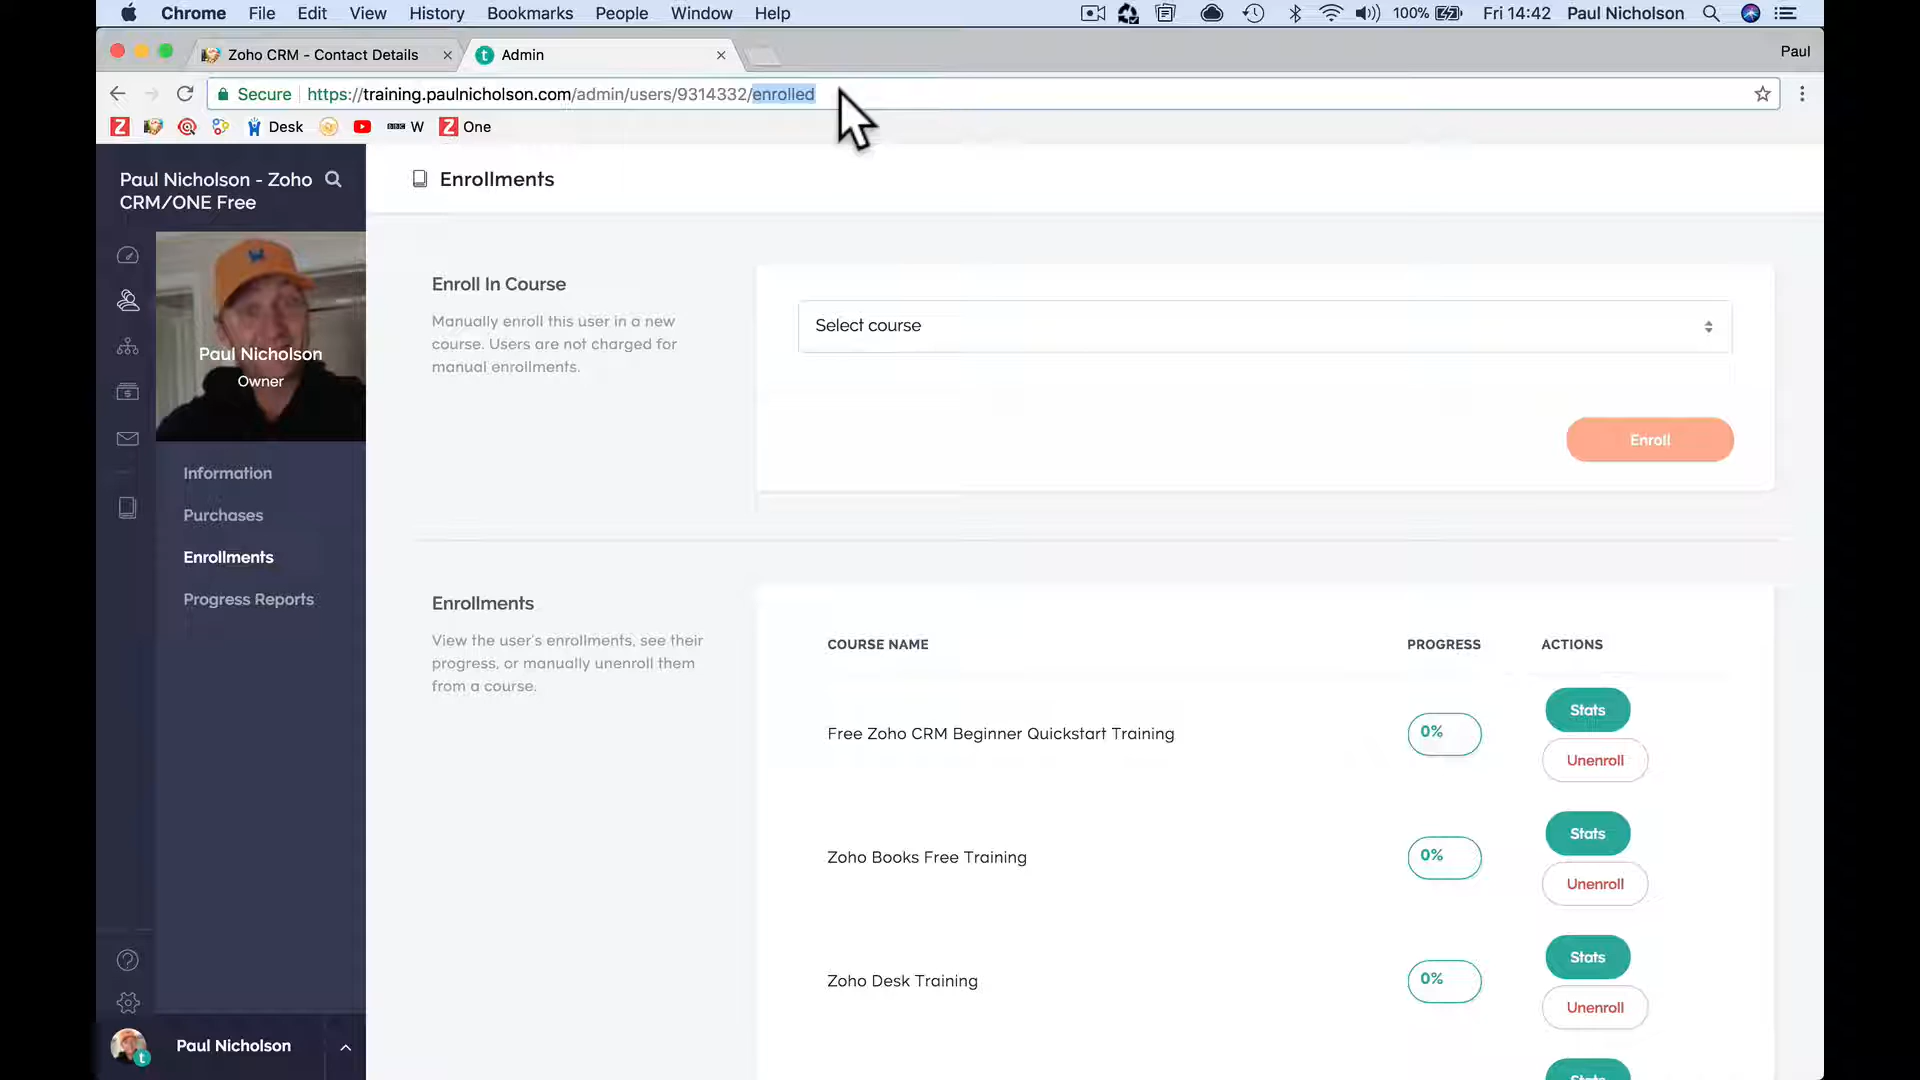 Chrome File Edit View History Bookmarks People Window Help 100% Fri 14:42 Paul Nicholson
Zoho CRM - Contact Details × t Admin × Paul
Secure https://training.paulnicholson.com/admin/users/9314332/enrolled
Z Desk BBC W Z One
Paul Nicholson - Zoho
CRM/ONE Free
Paul Nicholson
Owner
Information
Purchases
Enrollments
Progress Reports
t Paul Nicholson
Enrollments
Enroll In Course
Manually enroll this user in a new
course. Users are not charged for
manual enrollments.
Select course
Enroll
Enrollments
View the user's enrollments, see their
progress, or manually unenroll them
from a course.
COURSE NAME PROGRESS ACTIONS
Free Zoho CRM Beginner Quickstart Training 0% Stats
Unenroll
Zoho Books Free Training 0% Stats
Unenroll
Zoho Desk Training 0% Stats
Unenroll